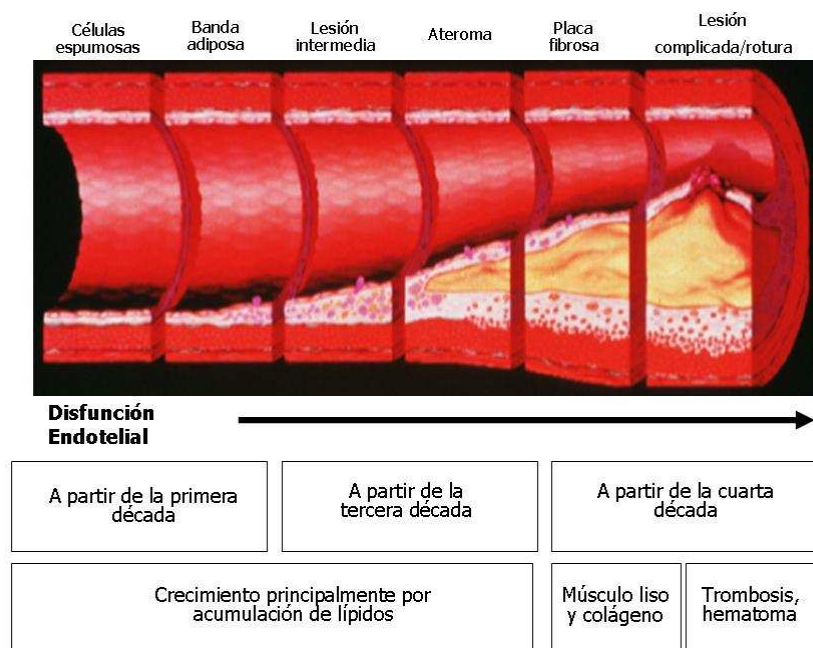 Células
espumosas
Banda
adiposa
Lesión
intermedia
Ateroma
Placa
fibrosa
Lesión
complicada/rotura
Disfunción
Endotelial
A partir de la primera
década
A partir de la
tercera década
A partir de la cuarta
década
Crecimiento principalmente por
acumulación de lípidos
Músculo liso
y colágeno
Trombosis,
hematoma